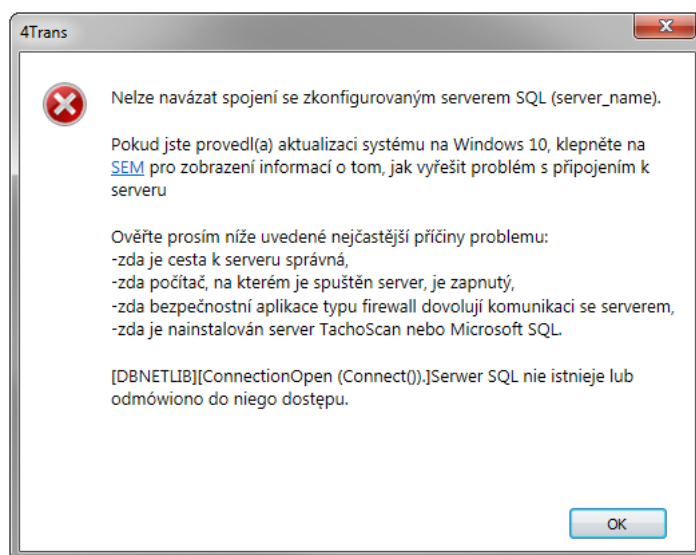 4Trans
Nelze navázat spojení se zkonfigurovaným serverem SQL (server_name).
Pokud jste provedl(a) aktualizaci systému na Windows 10, klepněte na
SEM pro zobrazení informací o tom, jak vyřešit problém s připojením k
serveru
Ověřte prosím níže uvedené nejčastější příčiny problemu:
-zda je cesta k serveru správná,
-zda počítač, na kterém je spuštěn server, je zapnutý,
-zda bezpečnostní aplikace typu firewall dovolují komunikaci se serverem,
-zda je nainstalován server TachoScan nebo Microsoft SQL.
[DBNETLIB][ConnectionOpen (Connect()).]Serwer SQL nie istnieje lub
odmówiono do niego dostępu.
OK